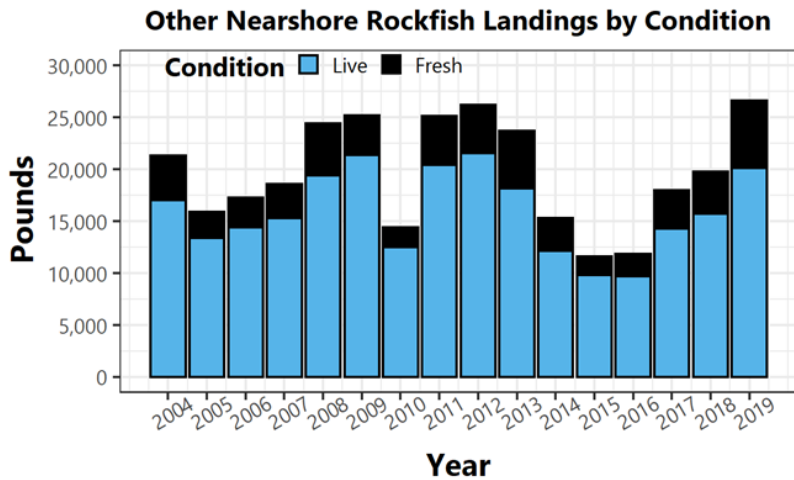 Other Nearshore Rockfish Landings by Condition
Condition Live Fresh
30,000
25,000
20,000
15,000
10,000
5,000
0
Pounds
2004 2005 2006 2007 2008 2009 2010 2011 2012 2013 2014 2015 2016 2017 2018 2019
Year